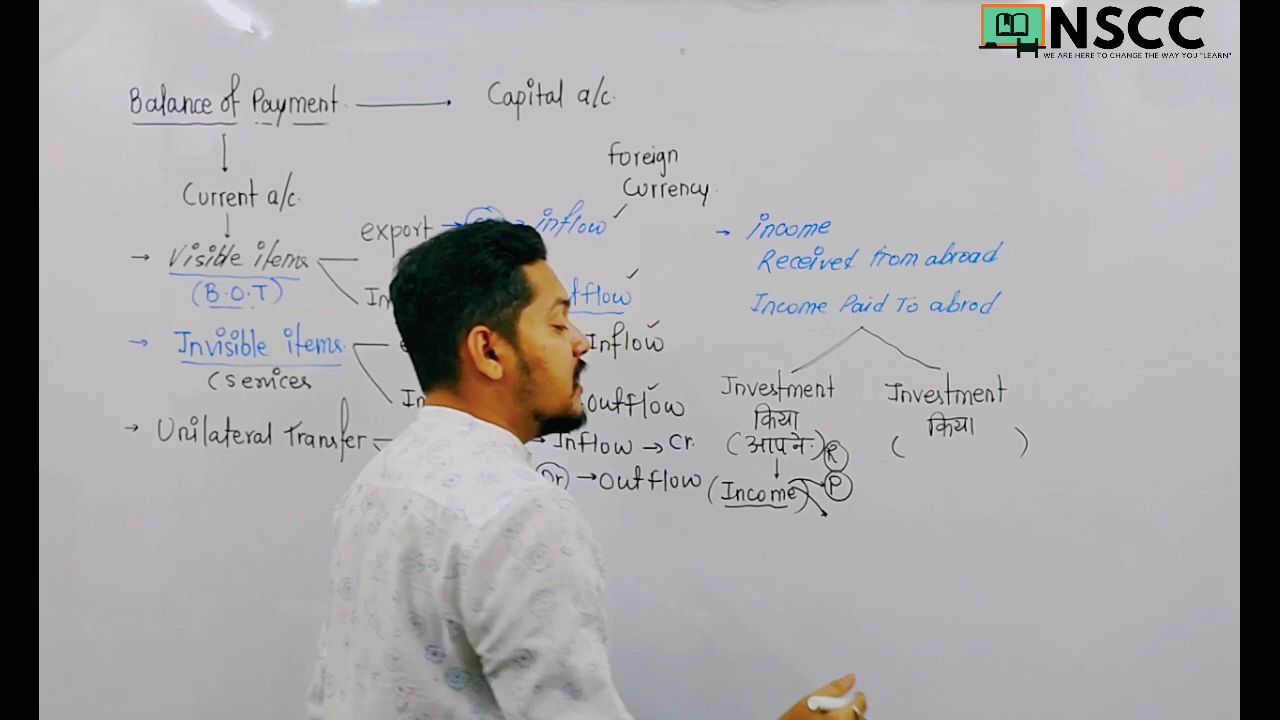 NSCC
WE ARE HERE TO CHANGE THE WAY YOU "LEARN"
Balance of Payment
Capital a/c.
Current a/c.
foreign
Currency.
→ Visible items
(B.O.T)
export → inflow ✓
✓
→ Invisible items
(Services
Inflow ✓
Outflow ✓
→ Unilateral Transfer
→ Inflow → Cr.
→ Outflow
→ Income
Received from abroad
Income Paid To abrod
Investment
किया
(आपने) R
(Income) P
Investment
किया
( )